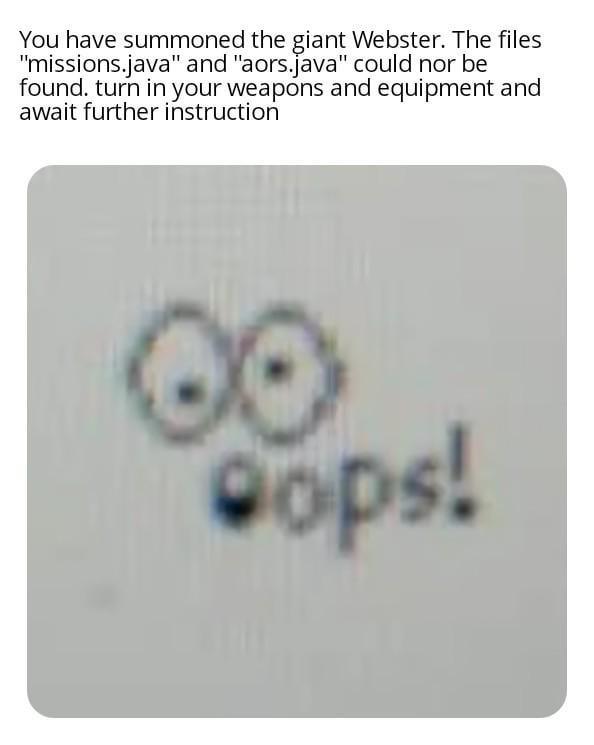 You have summoned the giant Webster. The files
"missions.java" and "aors.java" could nor be
found. turn in your weapons and equipment and
await further instruction
Oops!